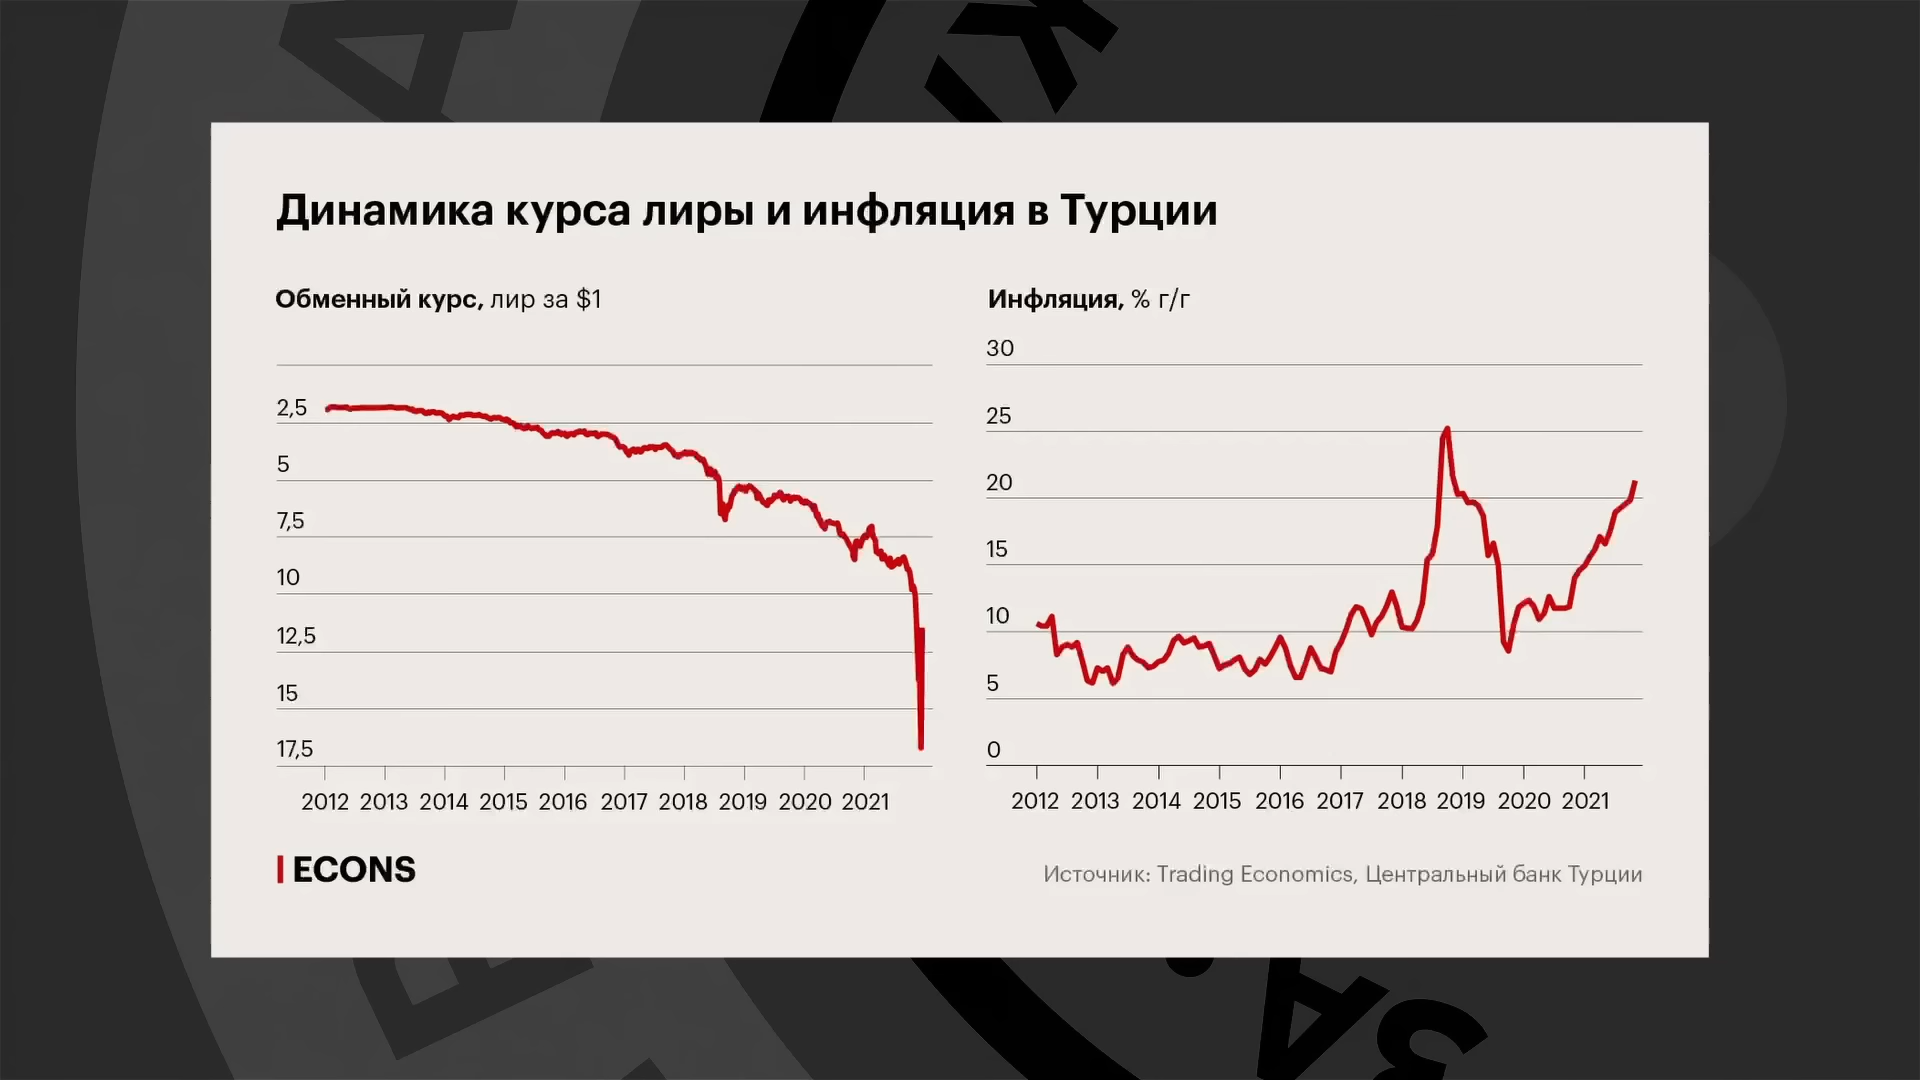 Динамика курса лиры и инфляция в Турции
Обменный курс, лир за $1
2,5
5
7,5
10
12,5
15
17,5
2012 2013 2014 2015 2016 2017 2018 2019 2020 2021
Инфляция, % г/г
30
25
20
15
10
5
0
2012 2013 2014 2015 2016 2017 2018 2019 2020 2021
ECONS
Источник: Trading Economics, Центральный банк Турции